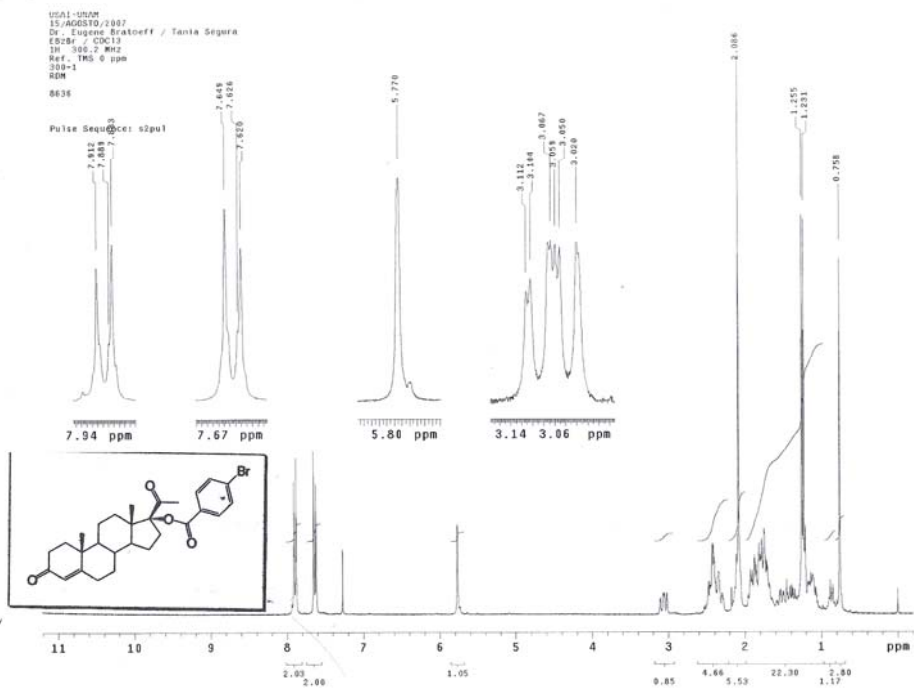 USAI-UNAM
15/AGOSTO/2007
Dr. Eugene Bratoeff / Tania Segura
EBzBr / CDCl3
1H 300.2 MHz
Ref. TMS 0 ppm
300-1
RDM
8636
Pulse Sequence: s2pul
7.912
7.889
7.649
7.626
7.620
5.770
3.112
3.104
3.067
3.059
3.050
3.020
2.086
1.255
1.231
0.758
7.94 ppm
7.67 ppm
5.80 ppm
3.14 3.06 ppm
O
O
O
O
Br
11 10 9 8 7 6 5 4 3 2 1 ppm
2.03
2.00
1.05
0.85
4.66
5.53
22.30
1.17
2.80